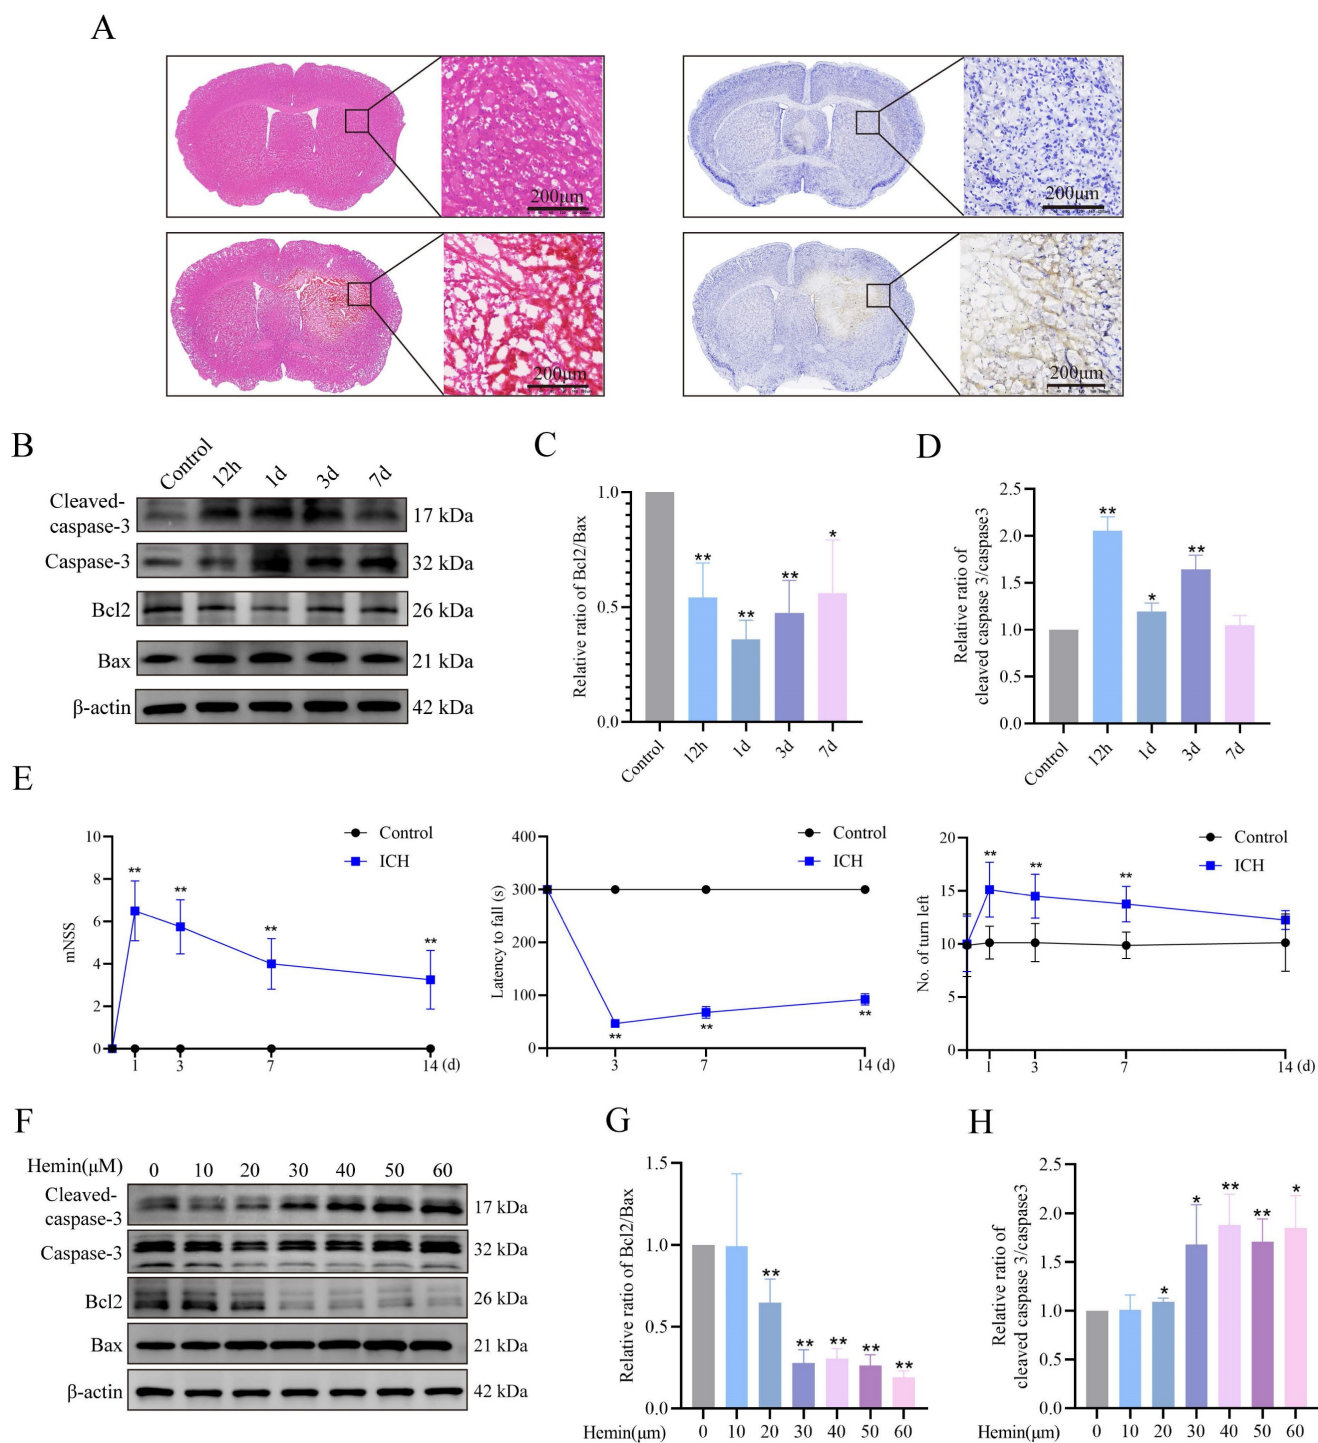 A
200μm
200μm
200μm
200μm
B
Control 12h 1d 3d 7d
Cleaved-
caspase-3
17 kDa
Caspase-3 32 kDa
Bcl2 26 kDa
Bax 21 kDa
β-actin 42 kDa
C
Relative ratio of Bcl2/Bax
1.0
0.5
0.0
Control 12h 1d 3d 7d
** ** ** *
D
Relative ratio of
cleaved caspase 3/caspase3
2.5
2.0
1.5
1.0
0.5
0.0
Control 12h 1d 3d 7d
** * **
E
mNSS
10
8
6
4
2
0
1 3 7 14 (d)
Control
ICH
** ** ** **
Latency to fall (s)
400
300
200
100
0
3 7 14 (d)
Control
ICH
** ** **
No. of turn left
20
15
10
5
0
1 3 7 14 (d)
Control
ICH
** ** **
F
Hemin(μM) 0 10 20 30 40 50 60
Cleaved-
caspase-3
17 kDa
Caspase-3 32 kDa
Bcl2 26 kDa
Bax 21 kDa
β-actin 42 kDa
G
Relative ratio of Bcl2/Bax
1.5
1.0
0.5
0.0
** ** ** ** **
Hemin(μm) 0 10 20 30 40 50 60
H
Relative ratio of
cleaved caspase 3/caspase3
2.5
2.0
1.5
1.0
0.5
0.0
* * ** ** *
Hemin(μm) 0 10 20 30 40 50 60